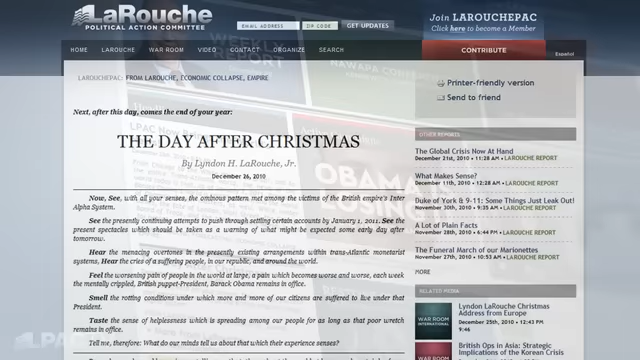 LaRouche
POLITICAL ACTION COMMITTEE
EMAIL ADDRESS
ZIP CODE
GET UPDATES
Join LAROUCHEPAC
Click here to become a Member
HOME LAROUCHE WAR ROOM VIDEO CONTACT ORGANIZE SEARCH
CONTRIBUTE
Español
LAROUCHEPAC: FROM LAROUCHE, ECONOMIC COLLAPSE, EMPIRE
Printer-friendly version
Send to friend
Next, after this day, comes the end of your year:
THE DAY AFTER CHRISTMAS
By Lyndon H. LaRouche, Jr.
December 26, 2010
Now, See, with all your senses, the ominous pattern met among the victims of the British empire's Inter
Alpha System.
See the presently continuing attempts to push through settling certain accounts by January 1, 2011. See the
present spectacles which should be taken as a warning of what might be expected some early day after
tomorrow.
Hear the menacing overtones in the presently existing arrangements within trans-Atlantic monetarist
systems, Hear the cries of a suffering people, in our republic, and around the world.
Feel the worsening pain of the world at large, a pain which becomes worse and worse, each week
the mentally crippled, British puppet-President, Barack Obama remains in office.
Smell the rotting conditions under which more and more of our citizens are suffered to live under that
President.
Taste the sense of helplessness which is spreading among our people for as long as that poor wretch
remains in office.
Tell me, therefore: What do our minds tell us about that which their experience senses?
OTHER REPORTS
The Global Crisis Now At Hand
December 21st, 2010 • 11:28 AM • LAROUCHE REPORT
What Makes Sense?
December 11th, 2010 • 12:28 AM • LAROUCHE REPORT
Duke of York & 9-11: Some Things Just Leak Out!
November 30th, 2010 • 9:35 AM • LAROUCHE REPORT
A Lot of Plain Facts
November 28th, 2010 • 6:44 PM • LAROUCHE REPORT
The Funeral March of our Marionettes
November 27th, 2010 • 10:53 AM • LAROUCHE REPORT
MORE
RELATED MEDIA
WAR ROOM
INTERNATIONAL
Lyndon LaRouche Christmas
Address from Europe
December 25th, 2010 • 12:43 PM
9:46
WAR ROOM
British Ops in Asia: Strategic
Implications of the Korean Crisis
WEEKLY
REPORT
OBAMA
LPAC